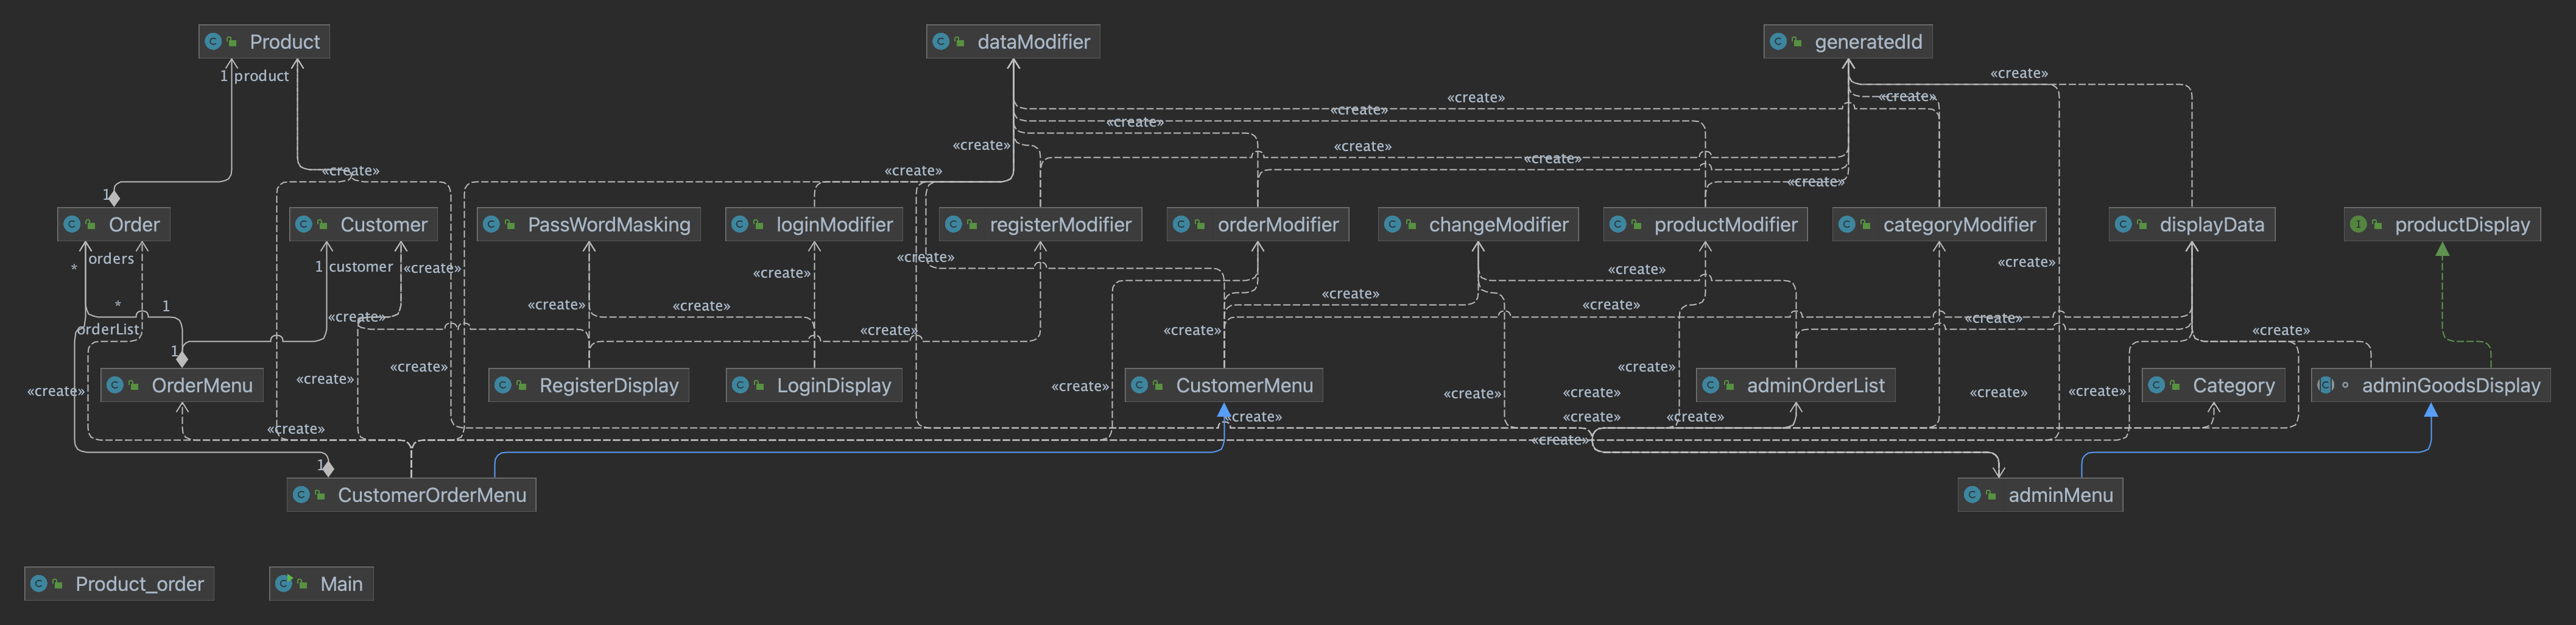 Product
dataModifier
generatedId
1 product
«create»
«create»
«create»
«create»
«create»
«create»
«create»
«create»
«create»
«create»
«create»
1
Order
Customer
PassWordMasking
loginModifier
registerModifier
orderModifier
changeModifier
productModifier
categoryModifier
displayData
productDisplay
orders
*
1 customer
«create»
«create»
«create»
«create»
«create»
«create»
«create»
«create»
«create»
*
1
orderList
«create»
«create»
«create»
«create»
«create»
1
OrderMenu
RegisterDisplay
LoginDisplay
CustomerMenu
adminOrderList
Category
adminGoodsDisplay
«create»
«create»
«create»
«create»
«create»
«create»
«create»
«create»
«create»
«create»
«create»
«create»
«create»
«create»
1
CustomerOrderMenu
adminMenu
Product_order
Main